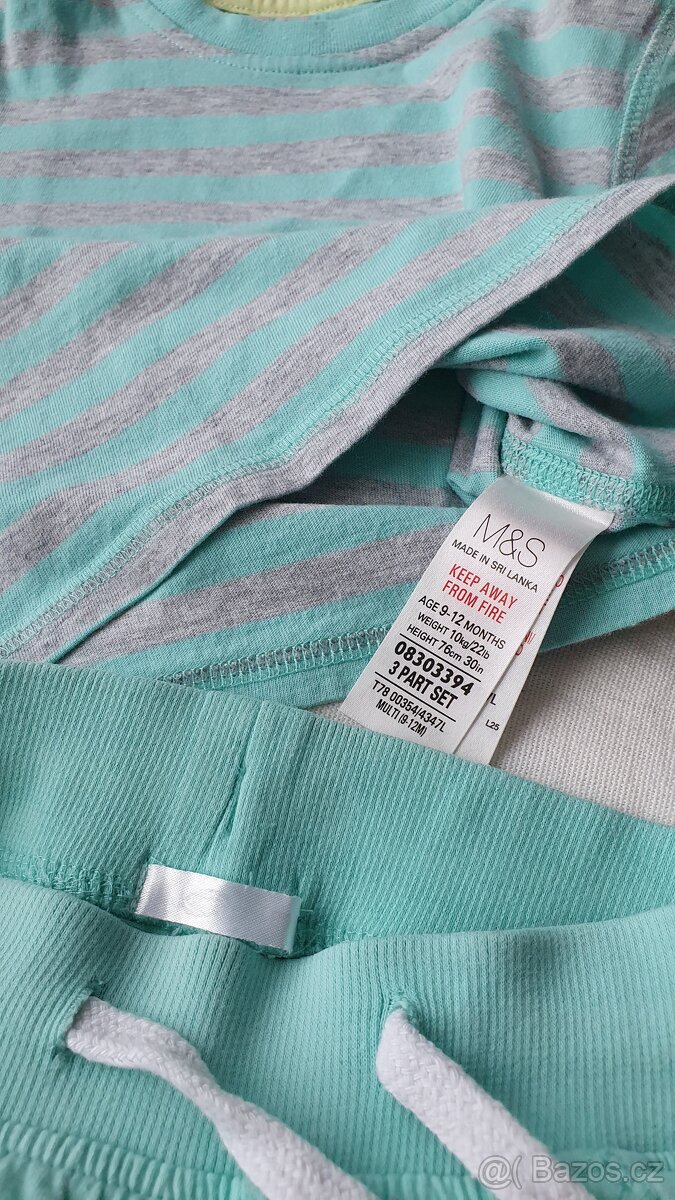 M&S
MADE IN SRI LANKA
KEEP AWAY
FROM FIRE
AGE 9-12 MONTHS
WEIGHT 10kg/22lb
HEIGHT 76cm 30in
08303394
3 PART SET
T78 00354/4347L
MULTI (9-12M)
L25
@( Bazos.cz